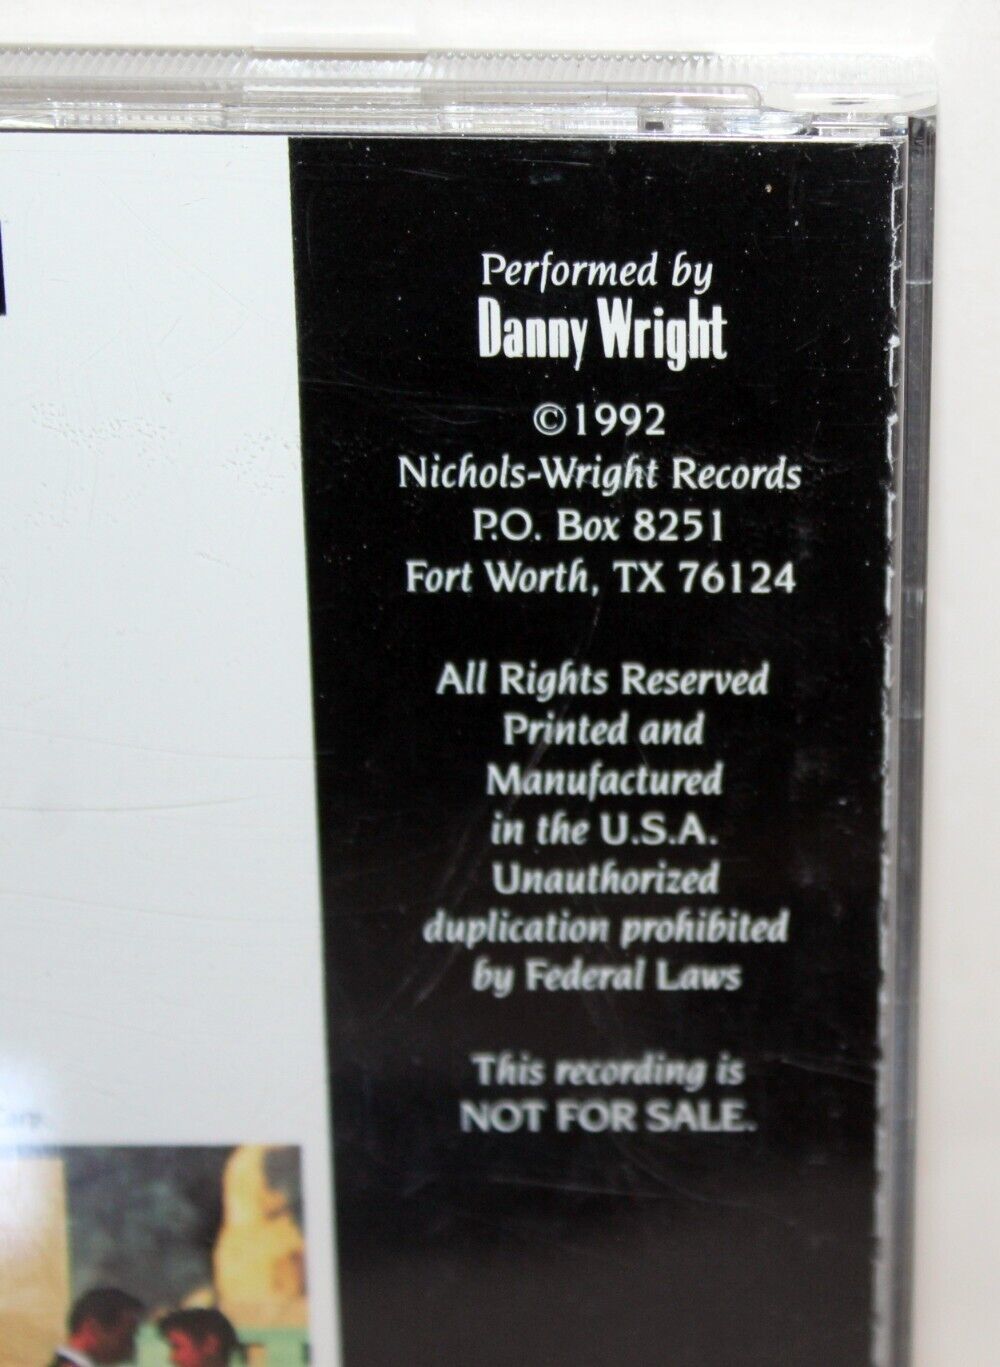 Performed by
Danny Wright
©1992
Nichols-Wright Records
P.O. Box 8251
Fort Worth, TX 76124
All Rights Reserved
Printed and
Manufactured
in the U.S.A.
Unauthorized
duplication prohibited
by Federal Laws
This recording is
NOT FOR SALE.